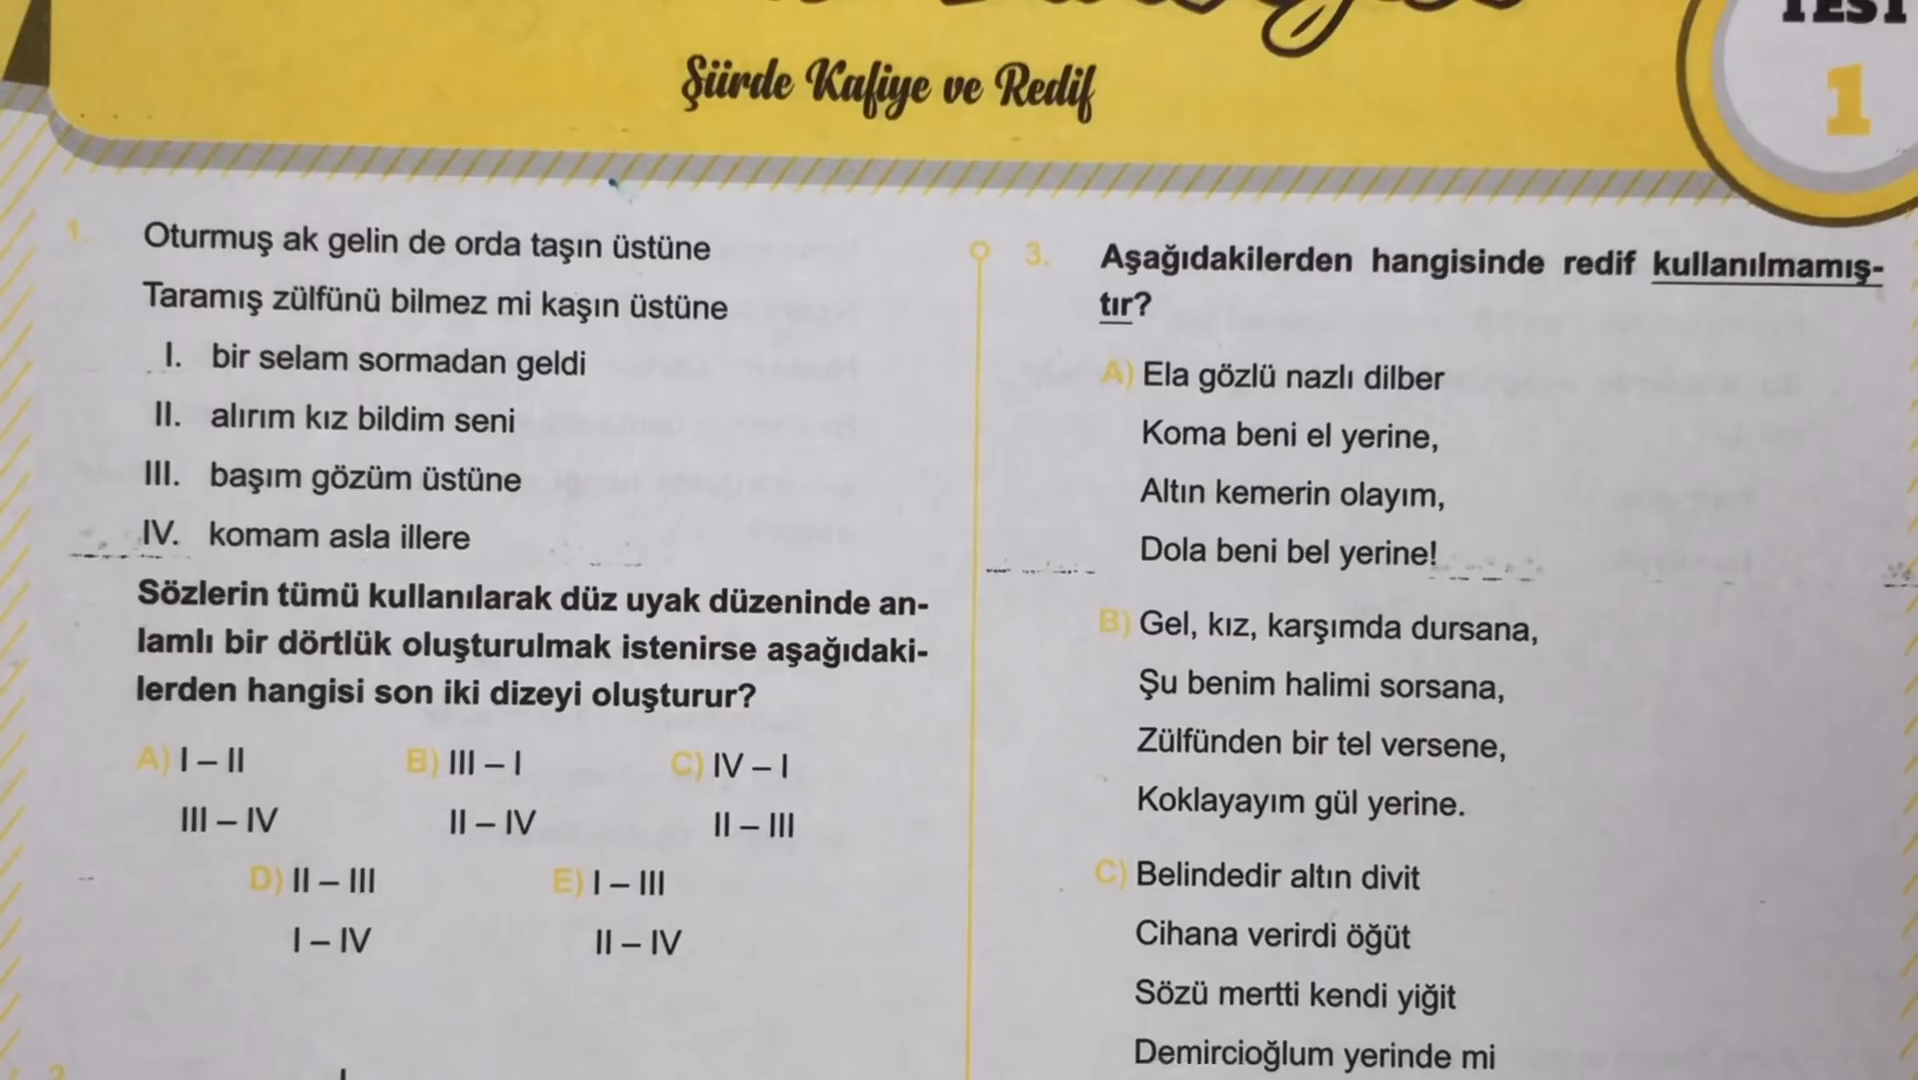 TEST
1
Şiirde Kafiye ve Redif
1.
Oturmuş ak gelin de orda taşın üstüne
Taramış zülfünü bilmez mi kaşın üstüne
I. bir selam sormadan geldi
II. alırım kız bildim seni
III. başım gözüm üstüne
IV. komam asla illere
Sözlerin tümü kullanılarak düz uyak düzeninde an-
lamlı bir dörtlük oluşturulmak istenirse aşağıdaki-
lerden hangisi son iki dizeyi oluşturur?
A) I – II
III – IV
B) III – I
II – IV
C) IV – I
II – III
D) II – III
I – IV
E) I – III
II – IV
2
3.
Aşağıdakilerden hangisinde redif kullanılmamış-
tır?
A) Ela gözlü nazlı dilber
Koma beni el yerine,
Altın kemerin olayım,
Dola beni bel yerine!
B) Gel, kız, karşımda dursana,
Şu benim halimi sorsana,
Zülfünden bir tel versene,
Koklayayım gül yerine.
C) Belindedir altın divit
Cihana verirdi öğüt
Sözü mertti kendi yiğit
Demircioğlum yerinde mi